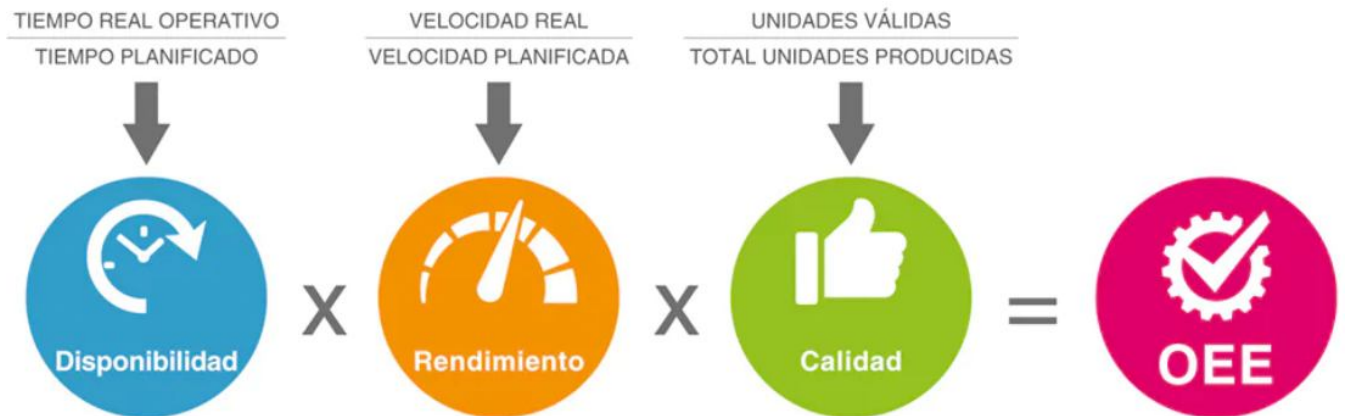 TIEMPO REAL OPERATIVO
TIEMPO PLANIFICADO
VELOCIDAD REAL
VELOCIDAD PLANIFICADA
UNIDADES VÁLIDAS
TOTAL UNIDADES PRODUCIDAS
Disponibilidad
X
Rendimiento
X
Calidad
=
OEE